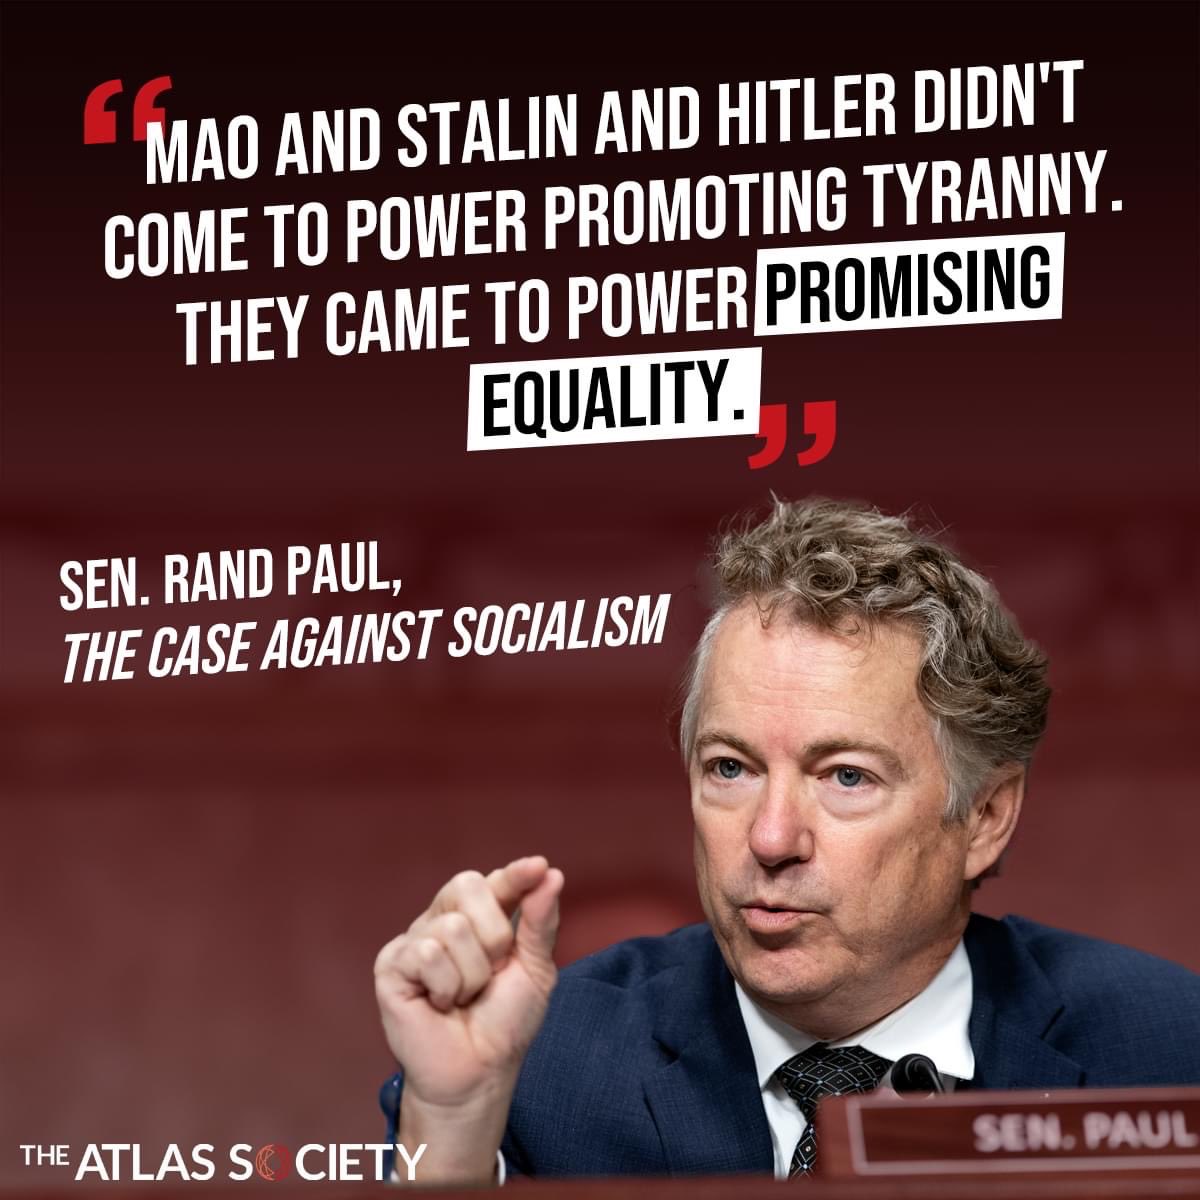 “MAO AND STALIN AND HITLER DIDN'T
COME TO POWER PROMOTING TYRANNY.
THEY CAME TO POWER PROMISING
EQUALITY.”
SEN. RAND PAUL,
THE CASE AGAINST SOCIALISM
SEN. PAUL
THE ATLAS SOCIETY